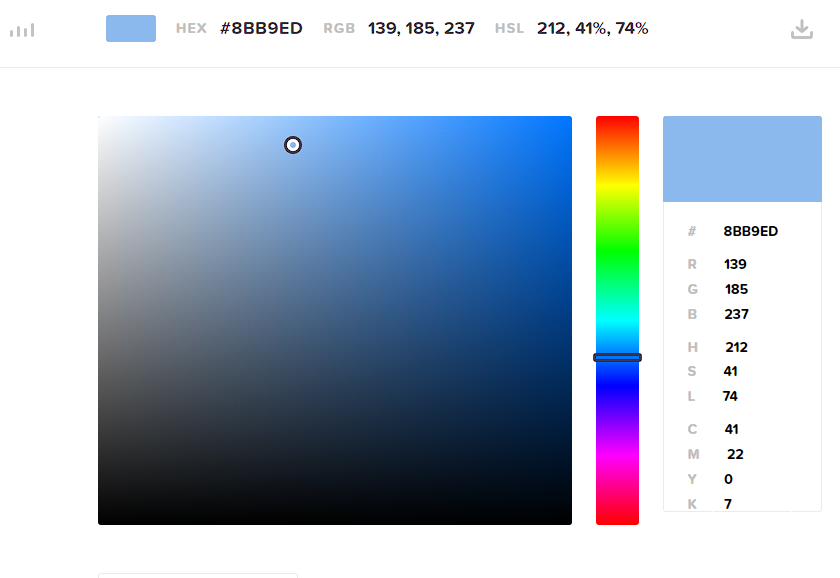 HEX #8BB9ED RGB 139, 185, 237 HSL 212, 41%, 74%
# 8BB9ED
R 139
G 185
B 237
H 212
S 41
L 74
C 41
M 22
Y 0
K 7